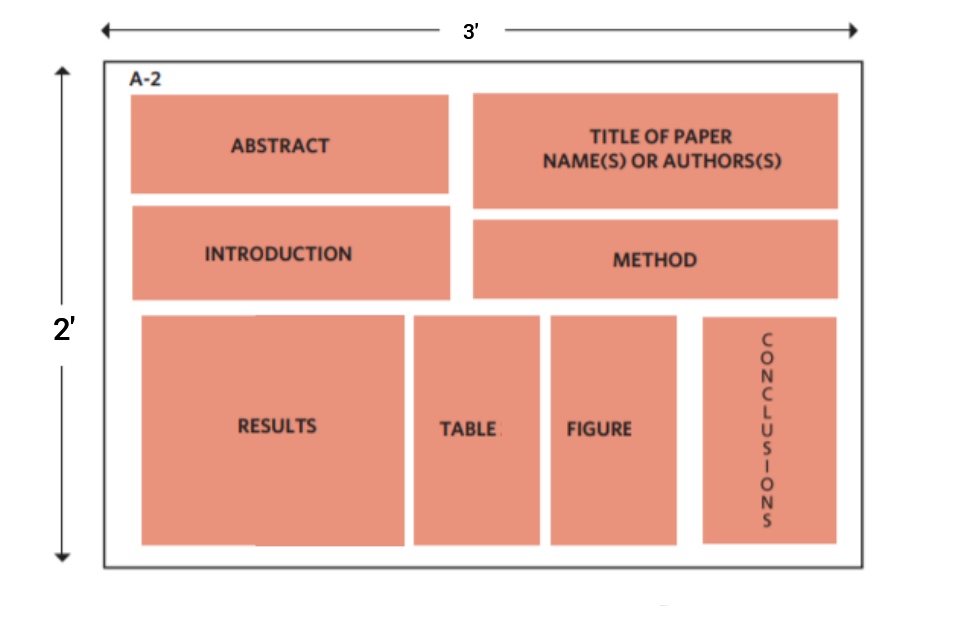 3'
A-2
ABSTRACT
TITLE OF PAPER
NAME(S) OR AUTHORS(S)
INTRODUCTION
METHOD
2'
RESULTS
TABLE
FIGURE
CONCLUSIONS